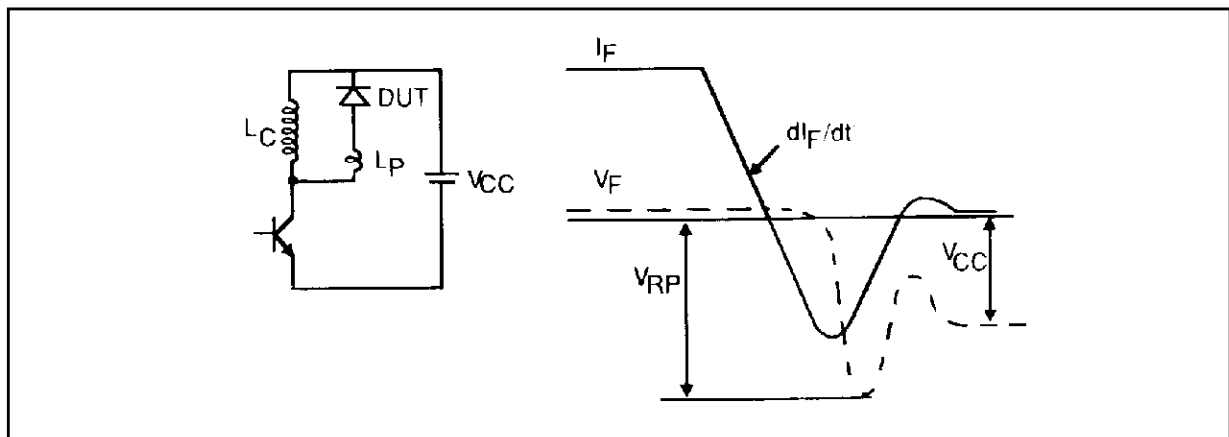 DUT
LC
LP
VCC
IF
dIF/dt
VF
VRP
VCC